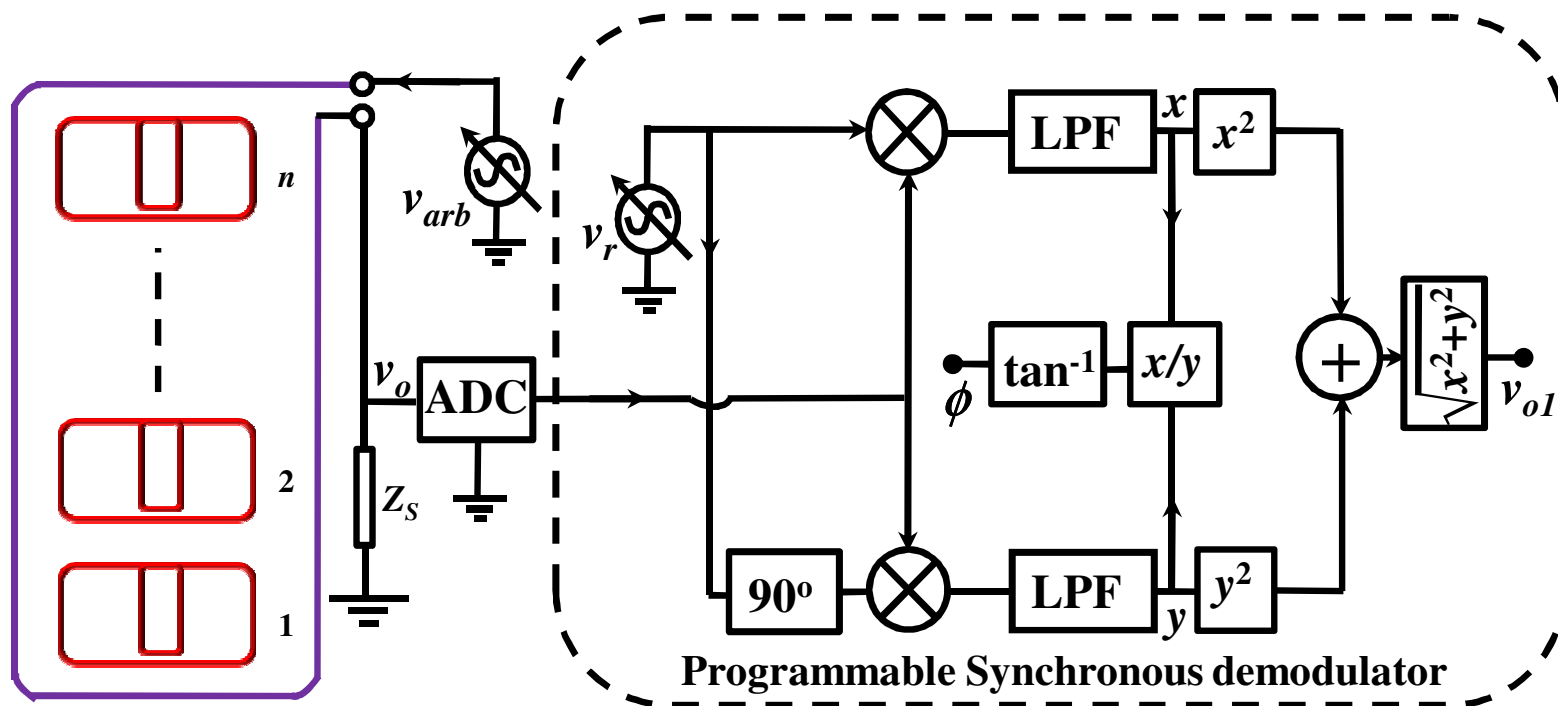 n
2
1
v_arb
v_r
v_o
ADC
Z_S
LPF
x
x²
tan⁻¹
x/y
ϕ
+
√x²+y²
v_o1
90º
LPF
y
y²
Programmable Synchronous demodulator